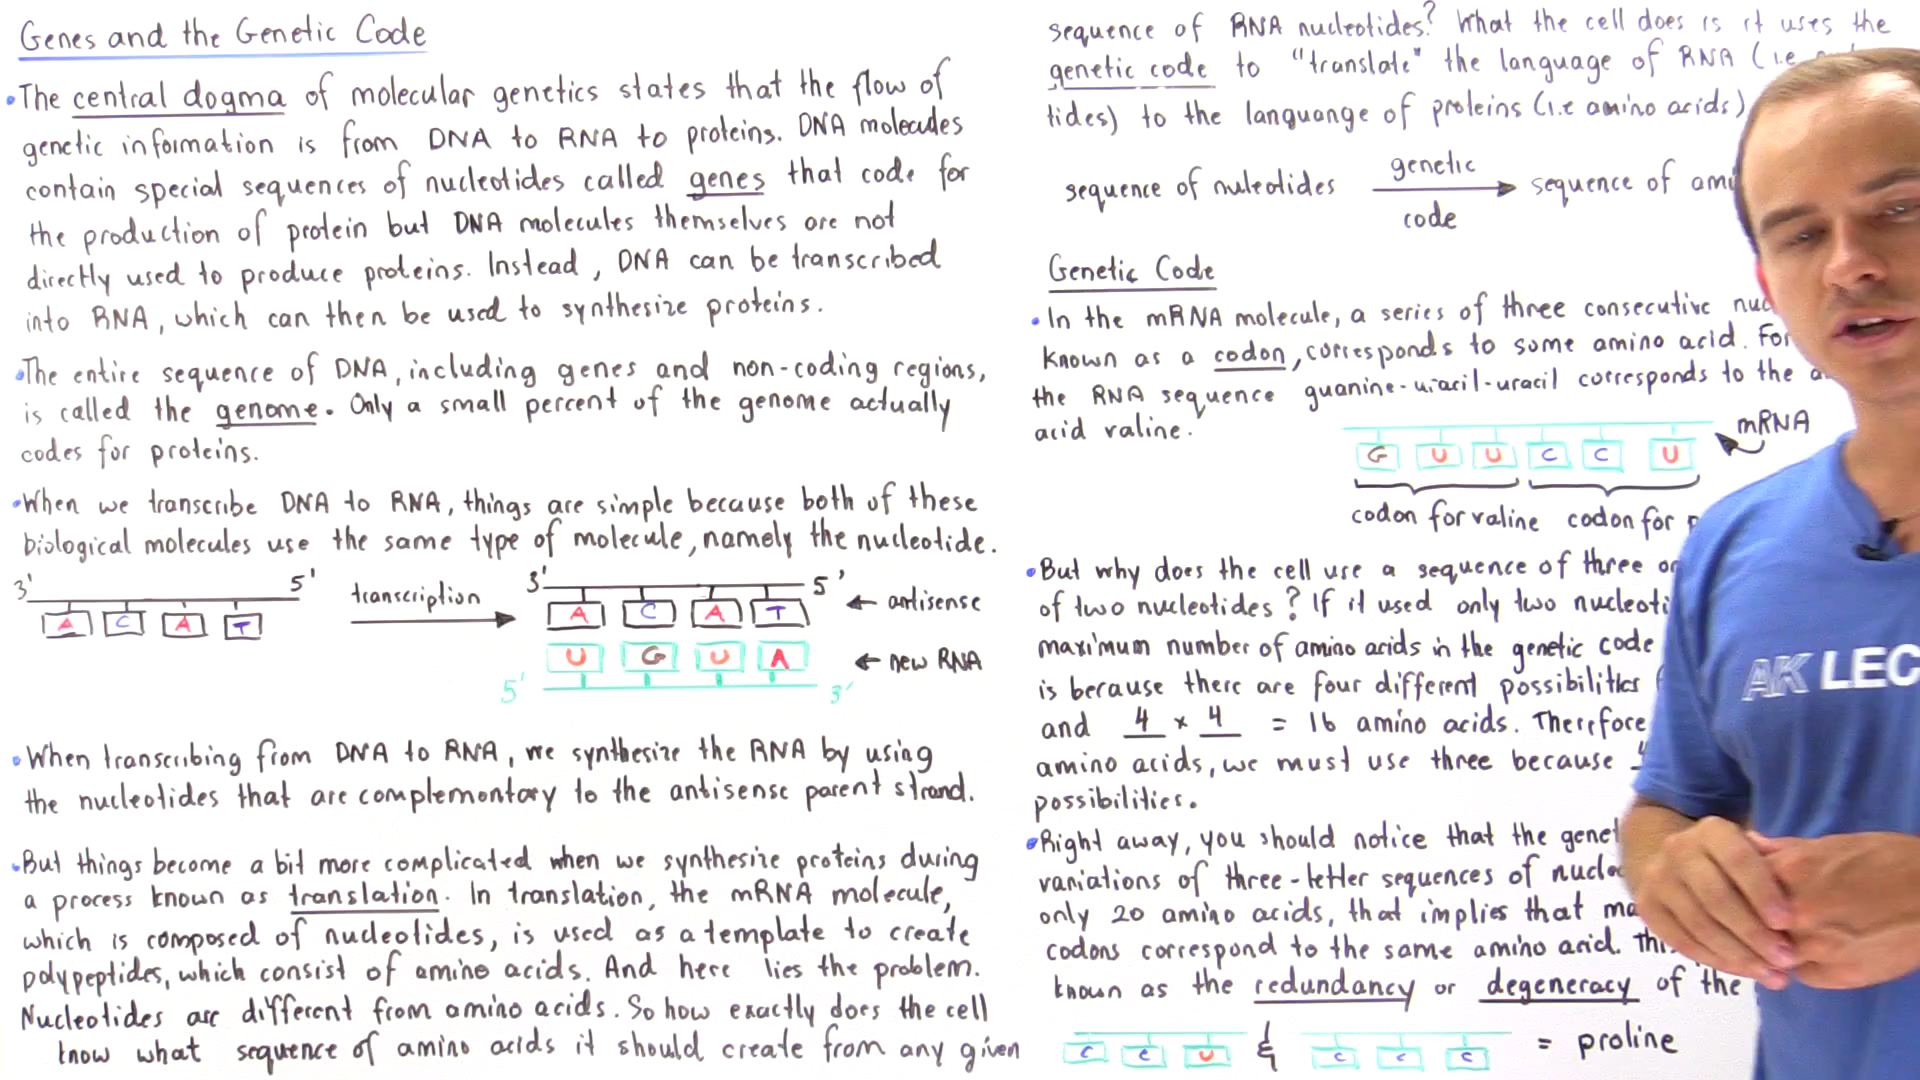 Genes and the Genetic Code
•The central dogma of molecular genetics states that the flow of
genetic information is from DNA to RNA to proteins. DNA molecules
contain special sequences of nucleotides called genes that code for
the production of protein but DNA molecules themselves are not
directly used to produce proteins. Instead, DNA can be transcribed
into RNA, which can then be used to synthesize proteins.
•The entire sequence of DNA, including genes and non-coding regions,
is called the genome. Only a small percent of the genome actually
codes for proteins.
•When we transcribe DNA to RNA, things are simple because both of these
biological molecules use the same type of molecule, namely the nucleotide.
3' 5' transcription 3' 5'
A C A T
A C A T ← antisense
U G U A ← new RNA
5' 3'
•When transcribing from DNA to RNA, we synthesize the RNA by using
the nucleotides that are complementary to the antisense parent strand.
•But things become a bit more complicated when we synthesize proteins during
a process known as translation. In translation, the mRNA molecule,
which is composed of nucleotides, is used as a template to create
polypeptides, which consist of amino acids. And here lies the problem.
Nucleotides are different from amino acids. So how exactly does the cell
know what sequence of amino acids it should create from any given
sequence of RNA nucleotides? What the cell does is it uses the
genetic code to "translate" the language of RNA (i.e
tides) to the languange of proteins (i.e amino acids)
sequence of nuleotides genetic code → sequence of ami
Genetic Code
•In the mRNA molecule, a series of three consecutive nuc
known as a codon, corresponds to some amino acid. For
the RNA sequence guanine-uracil-uracil corresponds to the a
acid valine.
mRNA
G U U C C U
codon for valine codon for
•But why does the cell use a sequence of three
of two nucleotides? If it used only two nucleoti
maximum number of amino acids in the genetic code
is because there are four different possibilities
and 4 × 4 = 16 amino acids. Therefore
amino acids, we must use three because
possibilities.
•Right away, you should notice that the genet
variations of three-letter sequences of nucleo
only 20 amino acids, that implies that ma
codons correspond to the same amino acid. Thi
known as the redundancy or degeneracy of the
C C U & C C C = proline
AK LEC